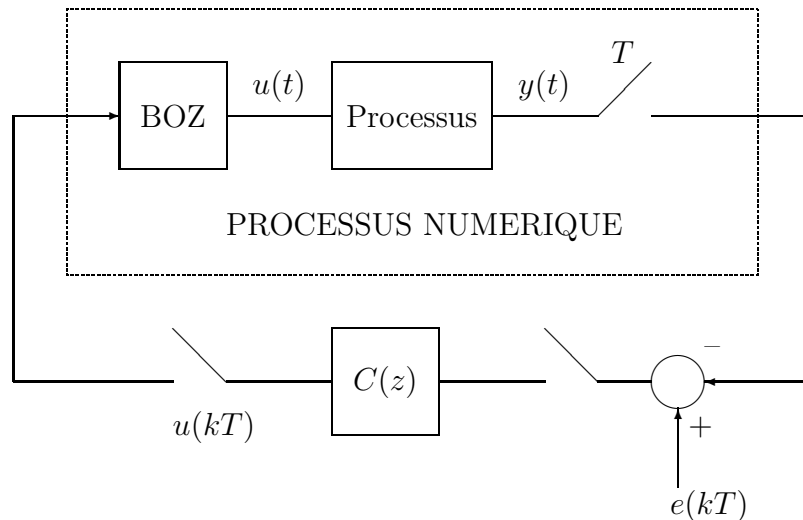 T
u(t)
y(t)
BOZ
Processus
PROCESSUS NUMERIQUE
–
C(z)
u(kT)
+
e(kT)